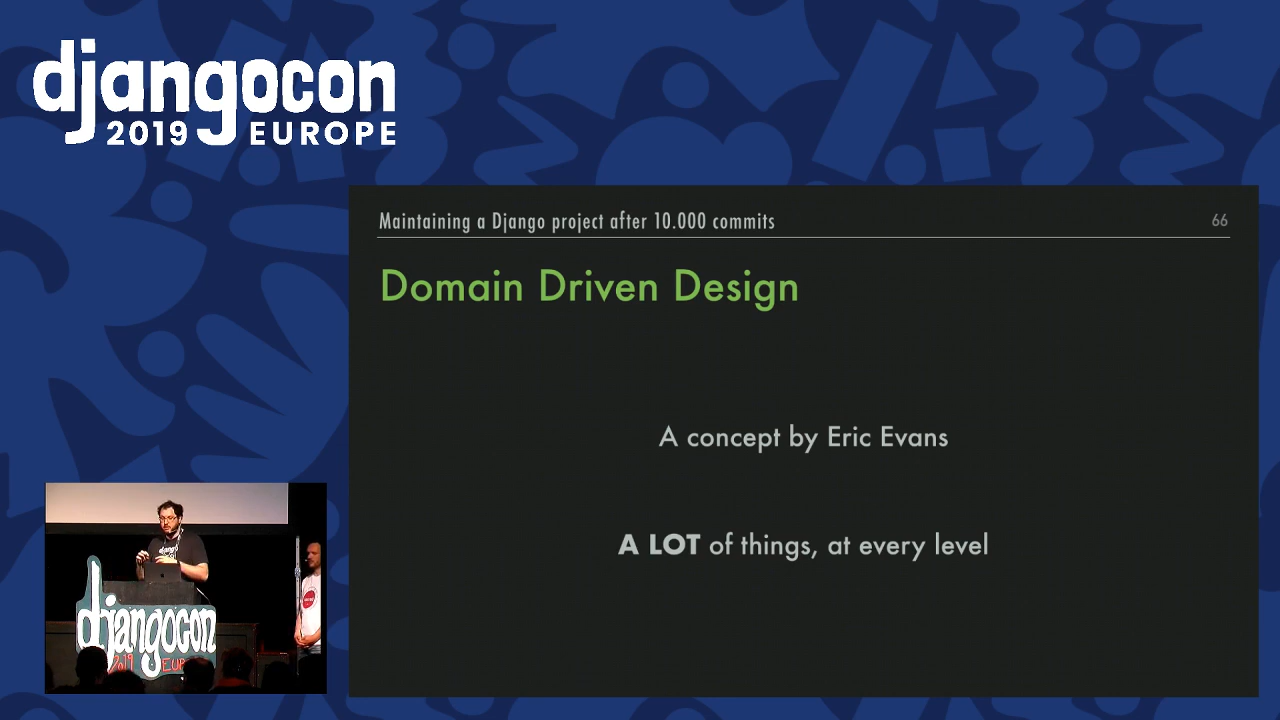 djangocon
2019 EUROPE
Maintaining a Django project after 10.000 commits
66
Domain Driven Design
A concept by Eric Evans
A LOT of things, at every level
djangocon
2019 EUROPE